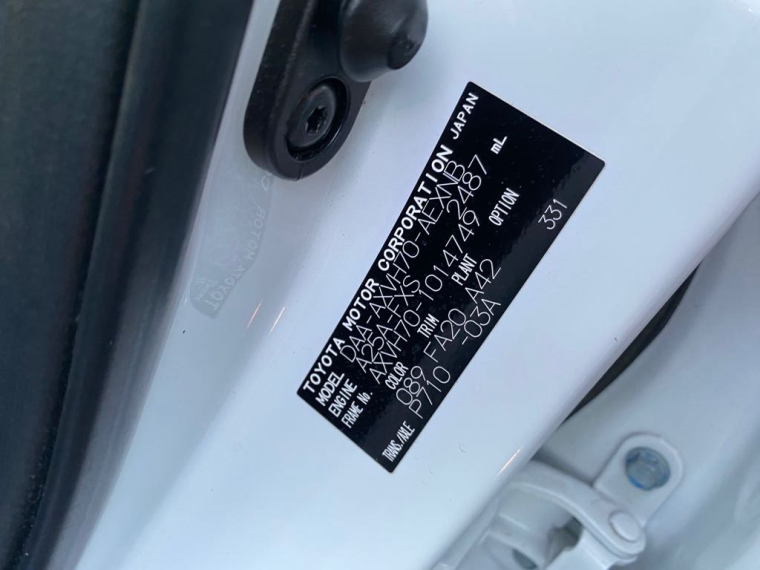 TOYOTA MOTOR CORPORATION JAPAN
MODEL DAA-AXVH70-AEXNB
ENGINE A25A-FXS 2487 mL
FRAME No. AXVH70-1014749
COLOR TRIM PLANT OPTION
089 FA20 A42 331
TRANS./AXLE P710 -03A